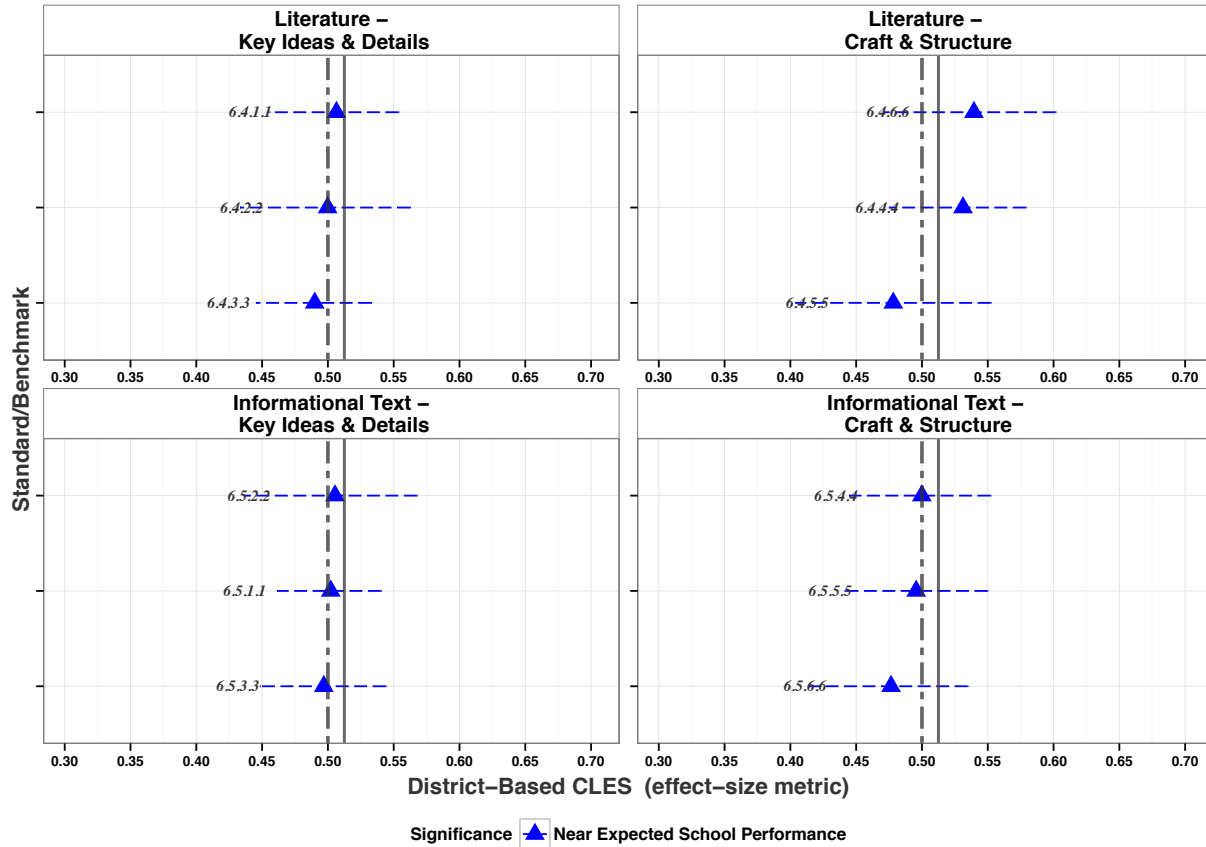 Literature –
Key Ideas & Details
Literature –
Craft & Structure
6.4.1.1
6.4.2.2
6.4.3.3
6.4.6.6
6.4.4.4
6.4.5.5
0.30 0.35 0.40 0.45 0.50 0.55 0.60 0.65 0.70
0.30 0.35 0.40 0.45 0.50 0.55 0.60 0.65 0.70
Standard/Benchmark
Informational Text –
Key Ideas & Details
Informational Text –
Craft & Structure
6.5.2.2
6.5.1.1
6.5.3.3
6.5.4.4
6.5.5.5
6.5.6.6
0.30 0.35 0.40 0.45 0.50 0.55 0.60 0.65 0.70
0.30 0.35 0.40 0.45 0.50 0.55 0.60 0.65 0.70
District–Based CLES (effect–size metric)
Significance Near Expected School Performance